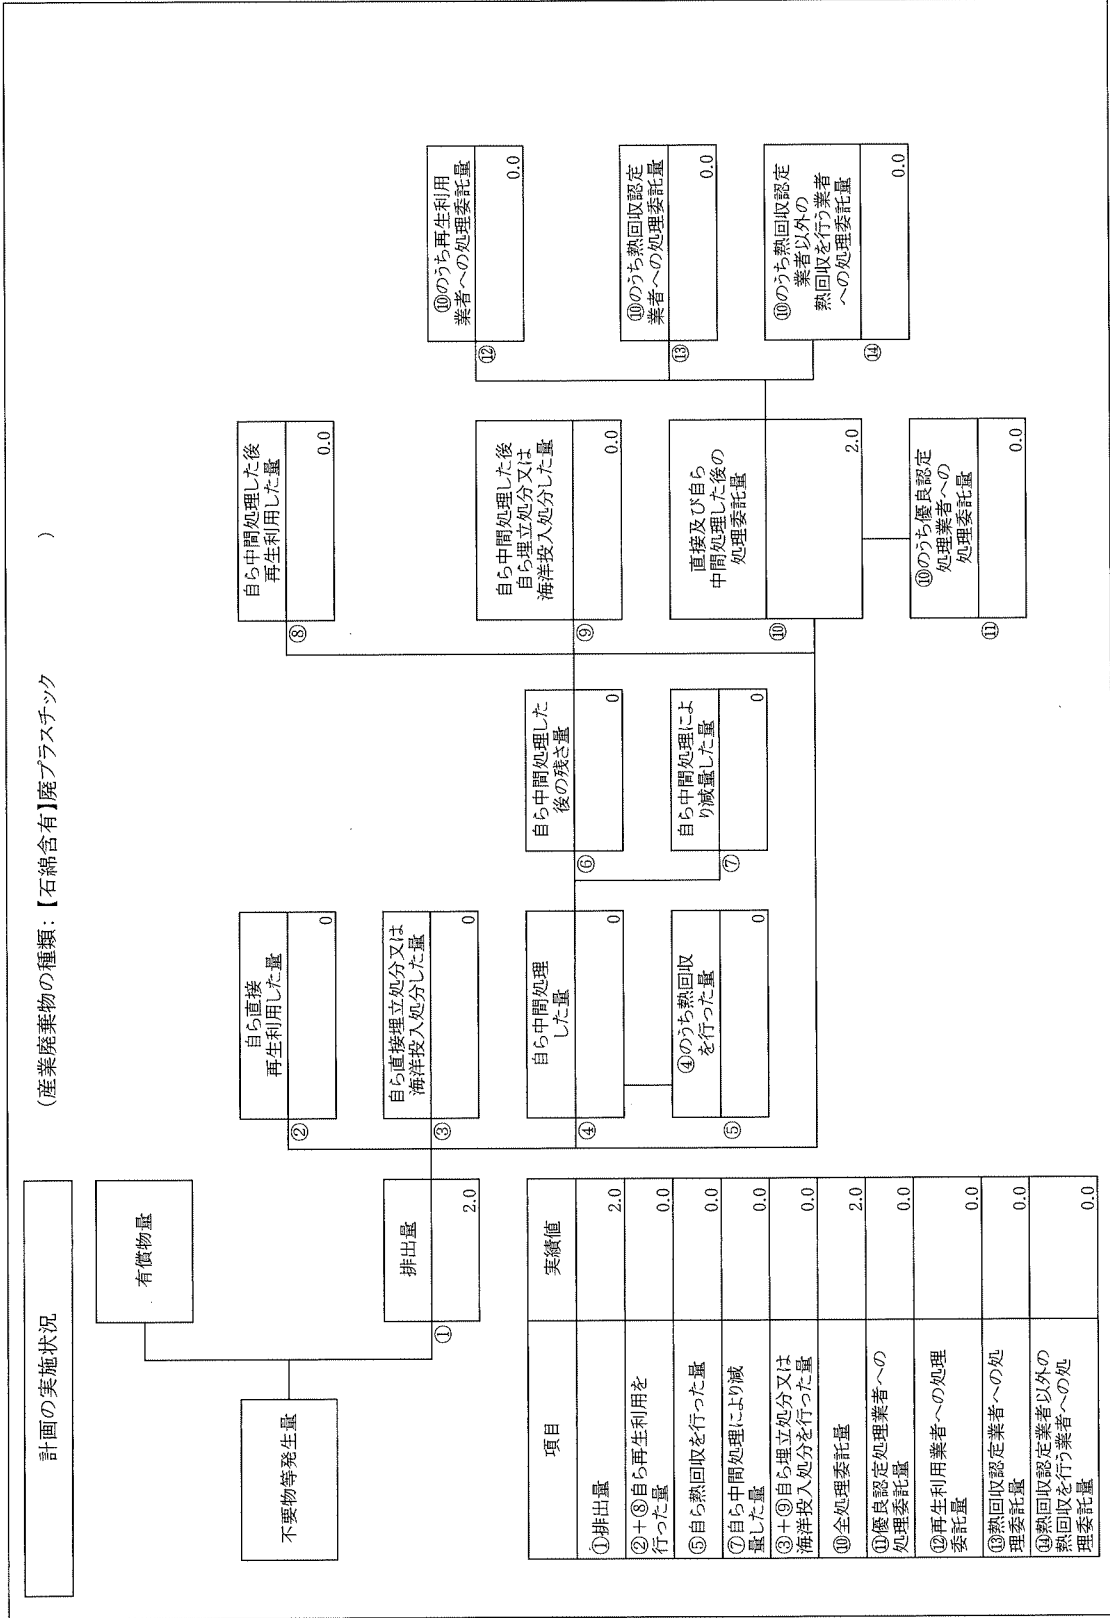 計画の実施状況
（産業廃棄物の種類：【石綿含有】廃プラスチック　）
不要物等発生量
有償物量
①
排出量
2.0
②
自ら直接
再生利用した量
0
③
自ら直接埋立処分又は
海洋投入処分した量
0
④
自ら中間処理
した量
0
⑤
④のうち熱回収
を行った量
0
⑥
自ら中間処理した
後の残さ量
0
⑦
自ら中間処理によ
り減量した量
0
⑧
自ら中間処理した後
再生利用した量
0.0
⑨
自ら中間処理した後
自ら埋立処分又は
海洋投入処分した量
0.0
⑩
直接及び自ら
中間処理した後の
処理委託量
2.0
⑪
⑩のうち優良認定
処理業者への
処理委託量
0.0
⑫
⑩のうち再生利用
業者への処理委託量
0.0
⑬
⑩のうち熱回収認定
業者への処理委託量
0.0
⑭
⑩のうち熱回収認定
業者以外の
熱回収を行う業者
への処理委託量
0.0
項目 実績値
①排出量 2.0
②＋⑧自ら再生利用を
行った量 0.0
⑤自ら熱回収を行った量 0.0
⑦自ら中間処理により減
量した量 0.0
③＋⑨自ら埋立処分又は
海洋投入処分を行った量 0.0
⑩全処理委託量 2.0
⑪優良認定処理業者への
処理委託量 0.0
⑫再生利用業者への処理
委託量 0.0
⑬熱回収認定業者への処
理委託量 0.0
⑭熱回収認定業者以外の
熱回収を行う業者への処
理委託量 0.0